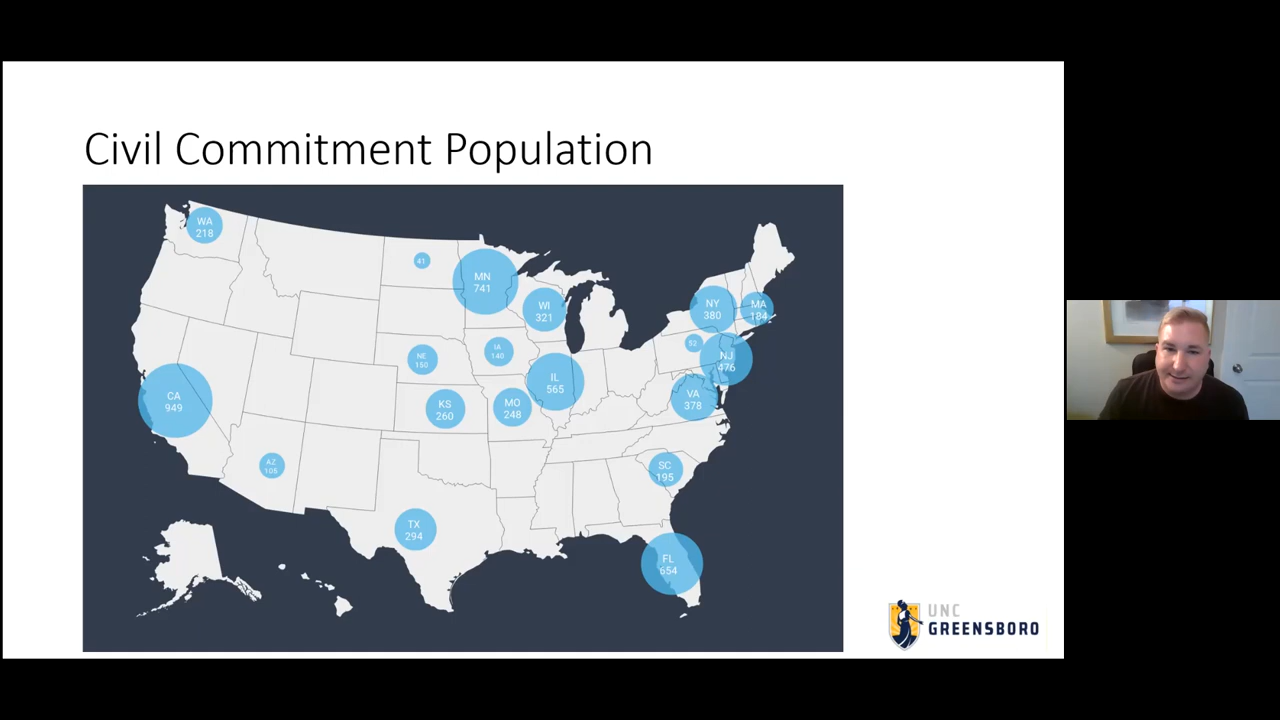 Civil Commitment Population
WA
218
41
MN
741
WI
321
NY
380
MA
184
NE
150
IA
140
52
NJ
476
CA
949
KS
260
MO
248
IL
565
VA
378
AZ
105
SC
195
TX
294
FL
654
UNC
GREENSBORO